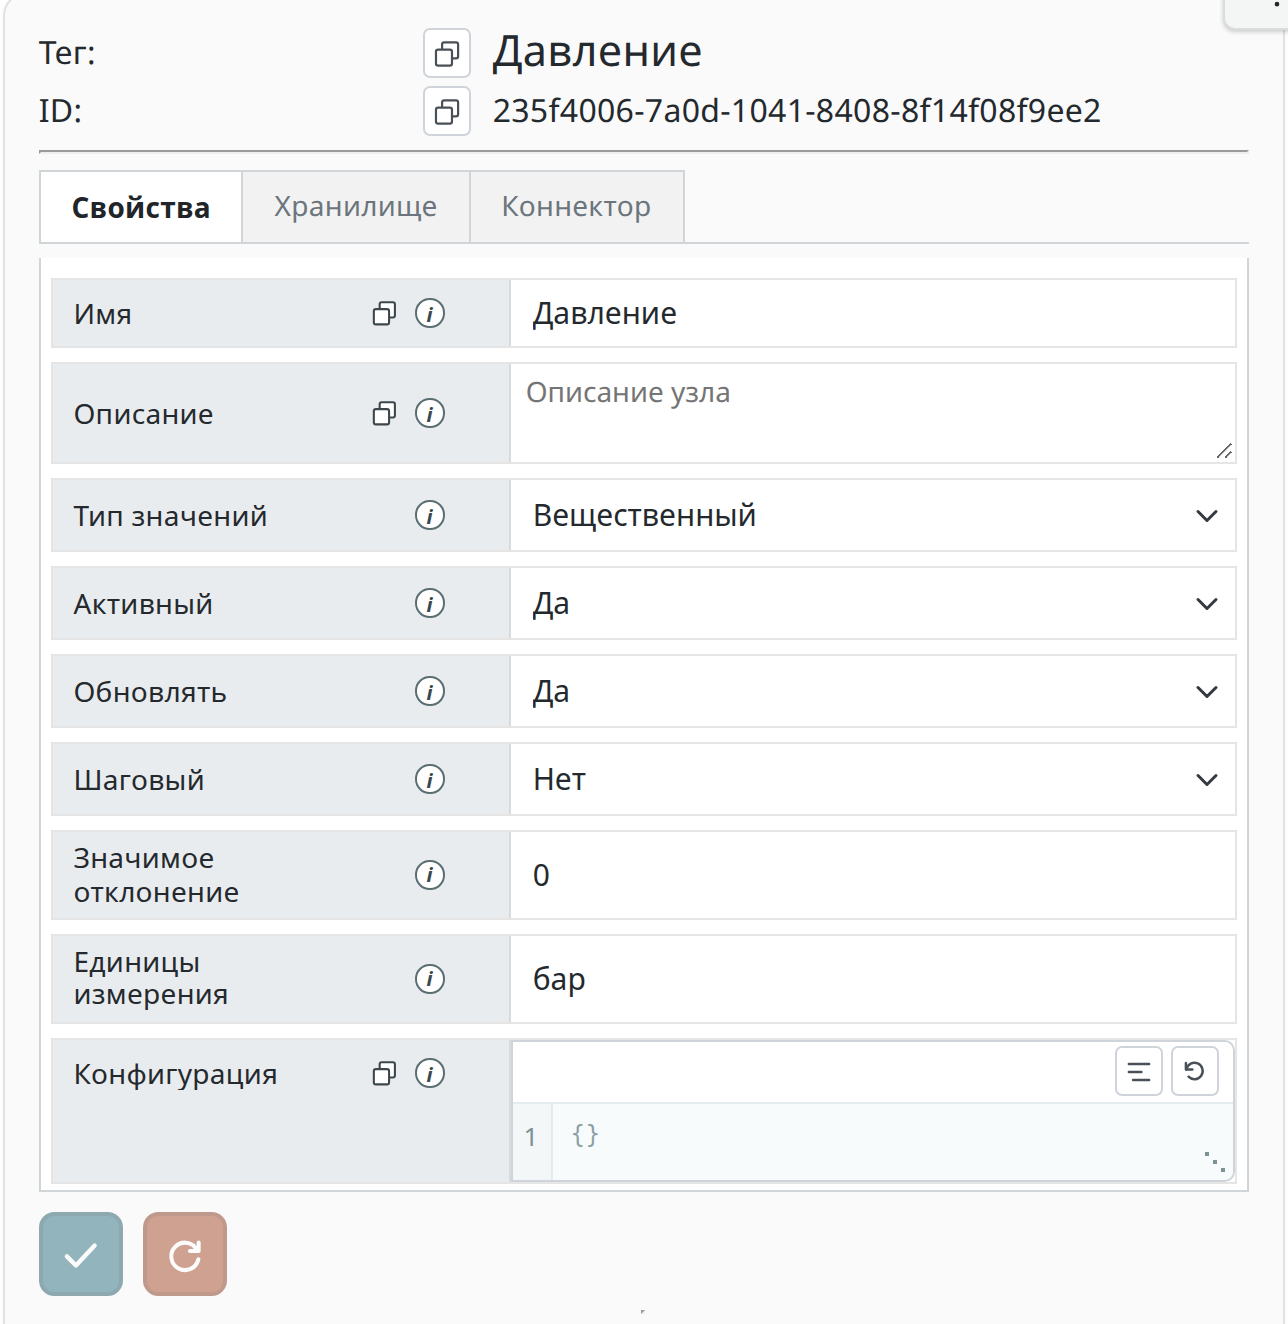 Тег: Давление
ID: 235f4006-7a0d-1041-8408-8f14f08f9ee2
Свойства Хранилище Коннектор
Имя Давление
Описание Описание узла
Тип значений Вещественный
Активный Да
Обновлять Да
Шаговый Нет
Значимое
отклонение 0
Единицы
измерения бар
Конфигурация
1 {}